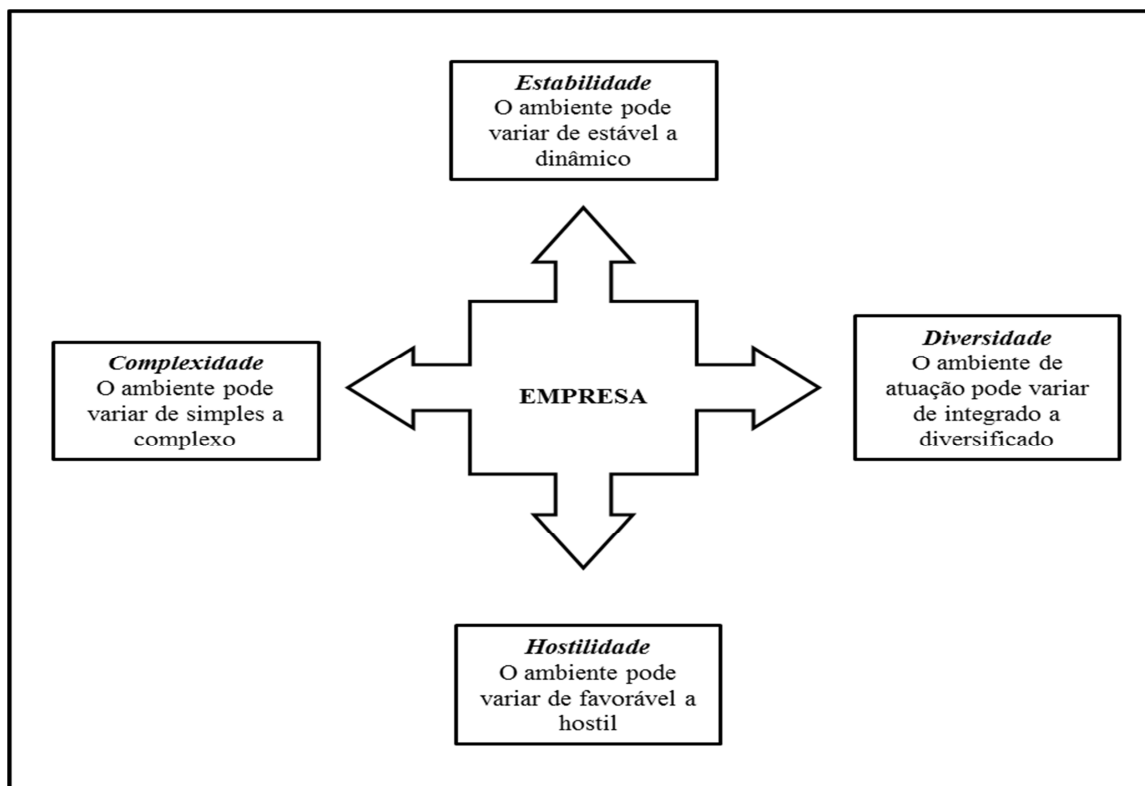 Estabilidade
O ambiente pode
variar de estável a
dinâmico
Complexidade
O ambiente pode
variar de simples a
complexo
EMPRESA
Diversidade
O ambiente de
atuação pode variar
de integrado a
diversificado
Hostilidade
O ambiente pode
variar de favorável a
hostil